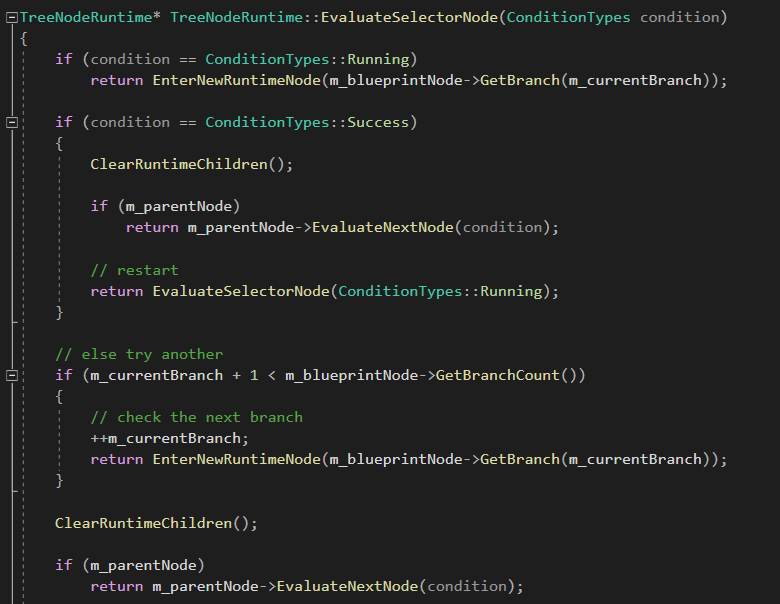 TreeNodeRuntime* TreeNodeRuntime::EvaluateSelectorNode(ConditionTypes condition)
{
    if (condition == ConditionTypes::Running)
        return EnterNewRuntimeNode(m_blueprintNode->GetBranch(m_currentBranch));

    if (condition == ConditionTypes::Success)
    {
        ClearRuntimeChildren();

        if (m_parentNode)
            return m_parentNode->EvaluateNextNode(condition);

        // restart
        return EvaluateSelectorNode(ConditionTypes::Running);
    }

    // else try another
    if (m_currentBranch + 1 < m_blueprintNode->GetBranchCount())
    {
        // check the next branch
        ++m_currentBranch;
        return EnterNewRuntimeNode(m_blueprintNode->GetBranch(m_currentBranch));
    }

    ClearRuntimeChildren();

    if (m_parentNode)
        return m_parentNode->EvaluateNextNode(condition);